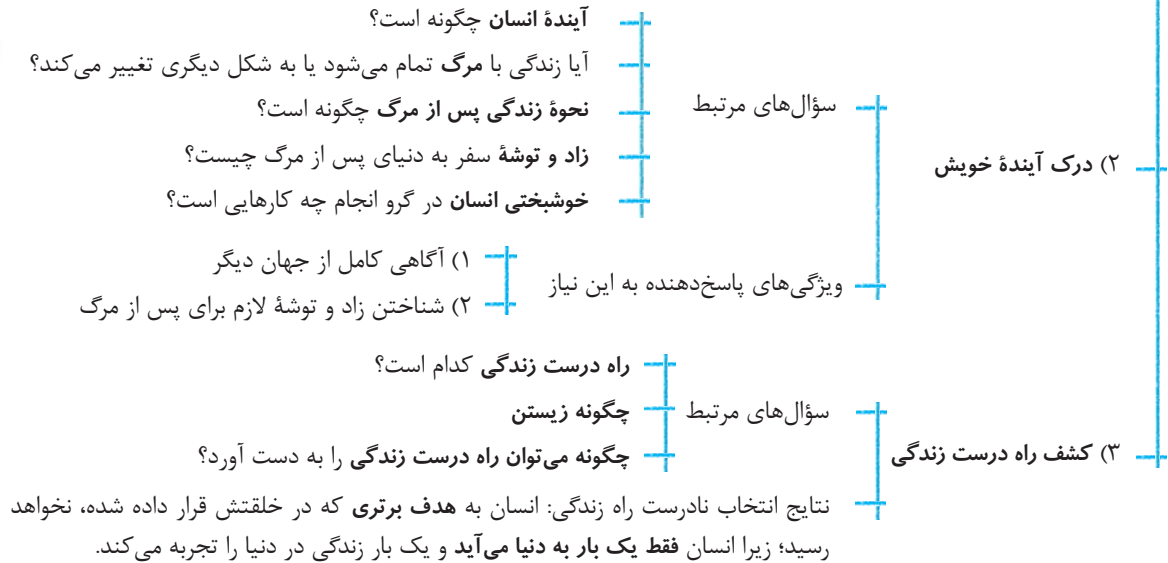 ۲) درک آیندهٔ خویش
سؤال‌های مرتبط
آیندهٔ انسان چگونه است؟
آیا زندگی با مرگ تمام می‌شود یا به شکل دیگری تغییر می‌کند؟
نحوهٔ زندگی پس از مرگ چگونه است؟
زاد و توشهٔ سفر به دنیای پس از مرگ چیست؟
خوشبختی انسان در گرو انجام چه کارهایی است؟
ویژگی‌های پاسخ‌دهنده به این نیاز
۱) آگاهی کامل از جهان دیگر
۲) شناختن زاد و توشهٔ لازم برای پس از مرگ
۳) کشف راه درست زندگی
سؤال‌های مرتبط
راه درست زندگی کدام است؟
چگونه زیستن
چگونه می‌توان راه درست زندگی را به دست آورد؟
نتایج انتخاب نادرست راه زندگی: انسان به هدف برتری که در خلقتش قرار داده شده، نخواهد
رسید؛ زیرا انسان فقط یک بار به دنیا می‌آید و یک بار زندگی در دنیا را تجربه می‌کند.